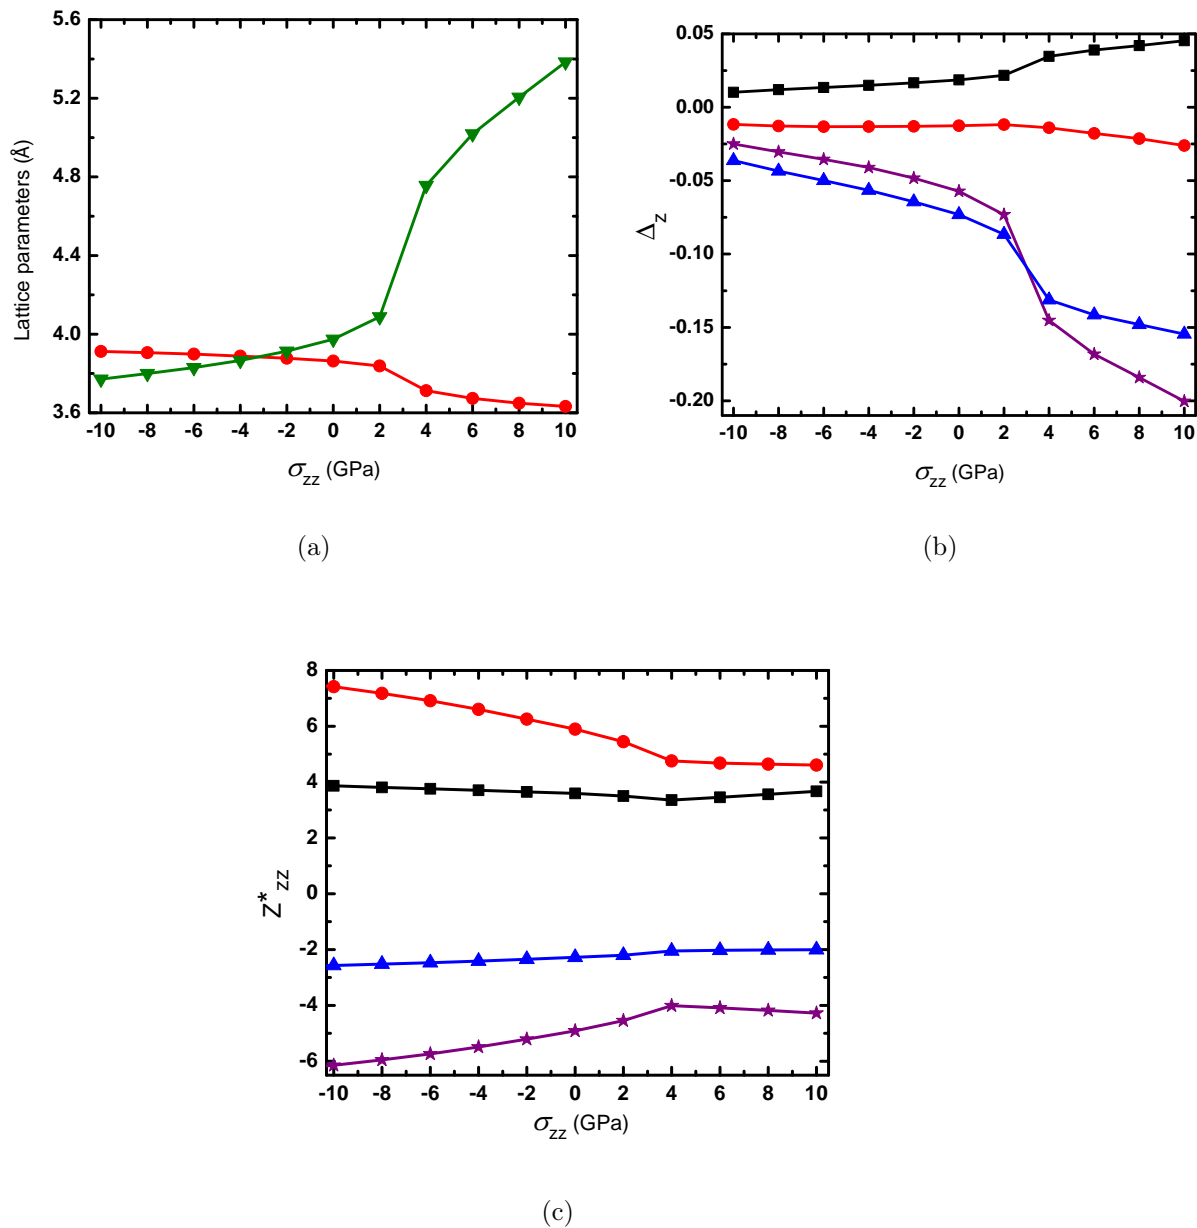 5.6
5.2
4.8
4.4
4.0
3.6
Lattice parameters (Å)
-10 -8 -6 -4 -2 0 2 4 6 8 10
σzz (GPa)
(a)
0.05
0.00
-0.05
-0.10
-0.15
-0.20
Δz
-10 -8 -6 -4 -2 0 2 4 6 8 10
σzz (GPa)
(b)
8
6
4
2
0
-2
-4
-6
Z*zz
-10 -8 -6 -4 -2 0 2 4 6 8 10
σzz (GPa)
(c)